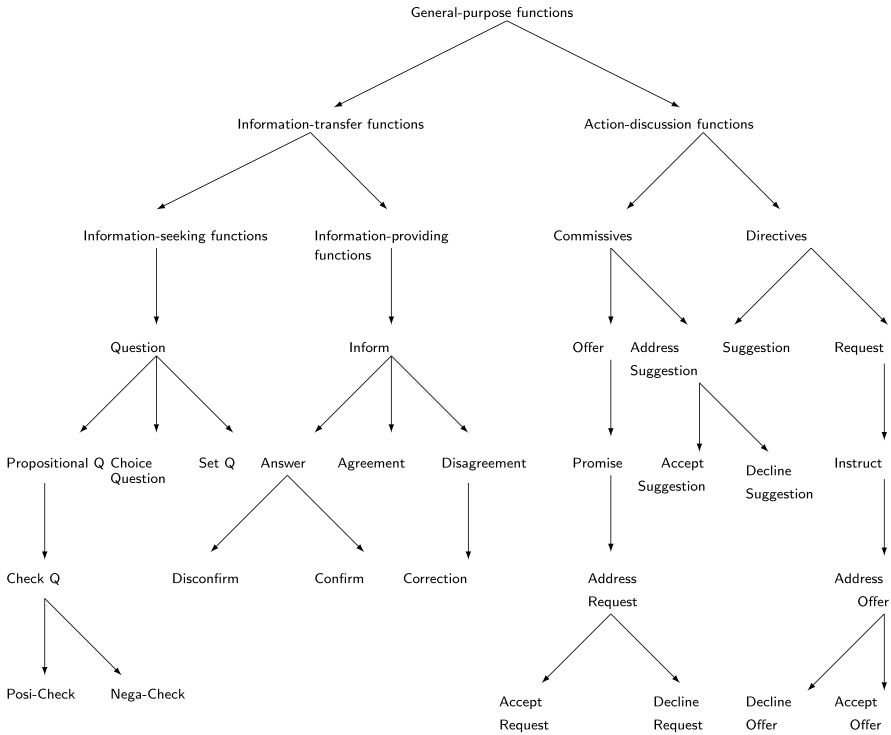 General-purpose functions
Information-transfer functions
Action-discussion functions
Information-seeking functions
Information-providing
functions
Commissives
Directives
Question
Inform
Offer
Address
Suggestion
Suggestion
Request
Propositional Q
Choice
Question
Set Q
Answer
Agreement
Disagreement
Promise
Accept
Suggestion
Decline
Suggestion
Instruct
Check Q
Disconfirm
Confirm
Correction
Address
Request
Address
Offer
Posi-Check
Nega-Check
Accept
Request
Decline
Request
Decline
Offer
Accept
Offer